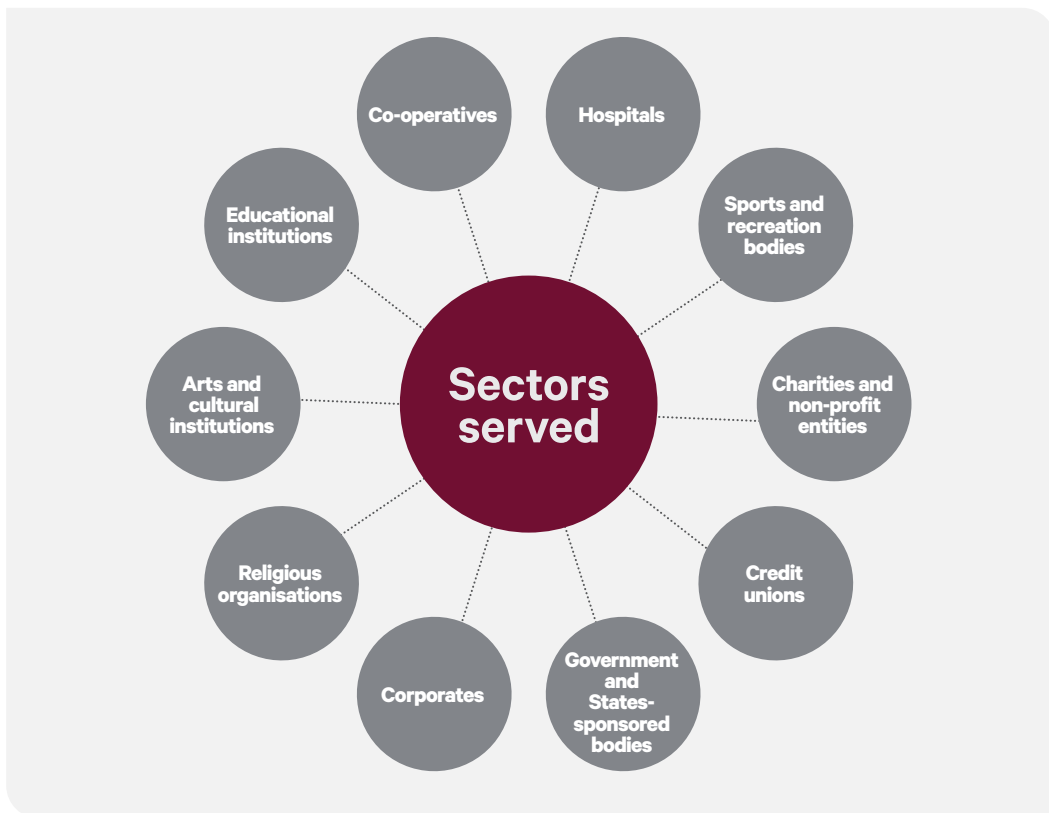 Co-operatives
Hospitals
Sports and
recreation
bodies
Educational
institutions
Sectors
served
Arts and
cultural
institutions
Charities and
non-profit
entities
Religious
organisations
Credit
unions
Corporates
Government
and
States-
sponsored
bodies